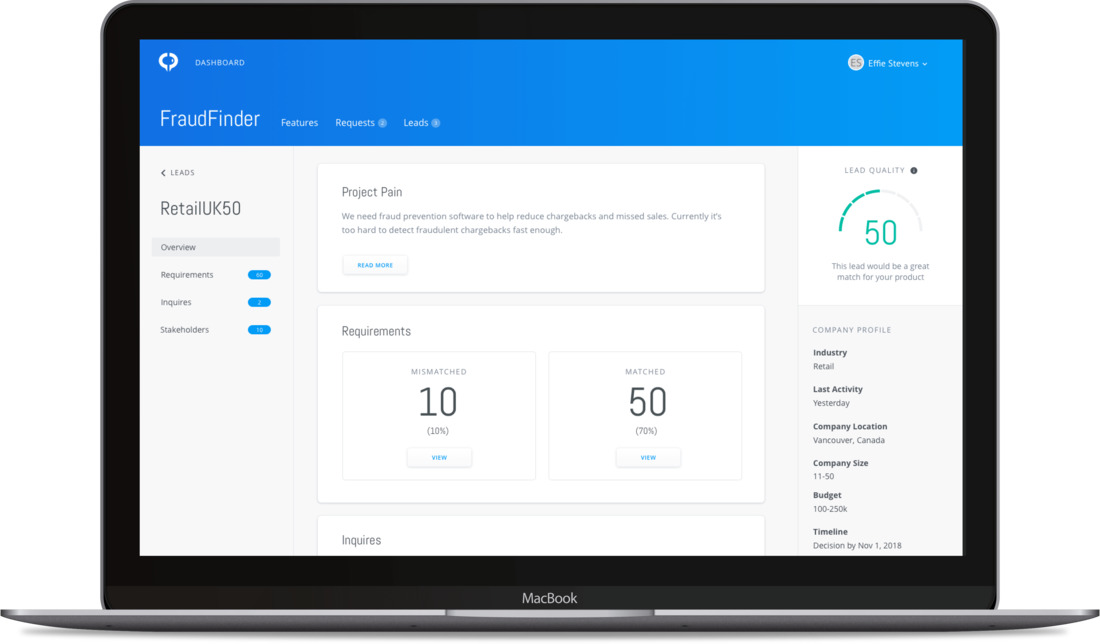 DASHBOARD
ES Effie Stevens
FraudFinder
Features
Requests 2
Leads
LEADS
RetailUK50
Overview
Requirements 60
Inquires 2
Stakeholders 10
Project Pain
We need fraud prevention software to help reduce chargebacks and missed sales. Currently it's
too hard to detect fraudulent chargebacks fast enough.
READ MORE
Requirements
MISMATCHED
10
(10%)
VIEW
MATCHED
50
(70%)
VIEW
Inquires
LEAD QUALITY i
50
This lead would be a great
match for your product
COMPANY PROFILE
Industry
Retail
Last Activity
Yesterday
Company Location
Vancouver, Canada
Company Size
11-50
Budget
100-250k
Timeline
Decision by Nov 1, 2018
MacBook